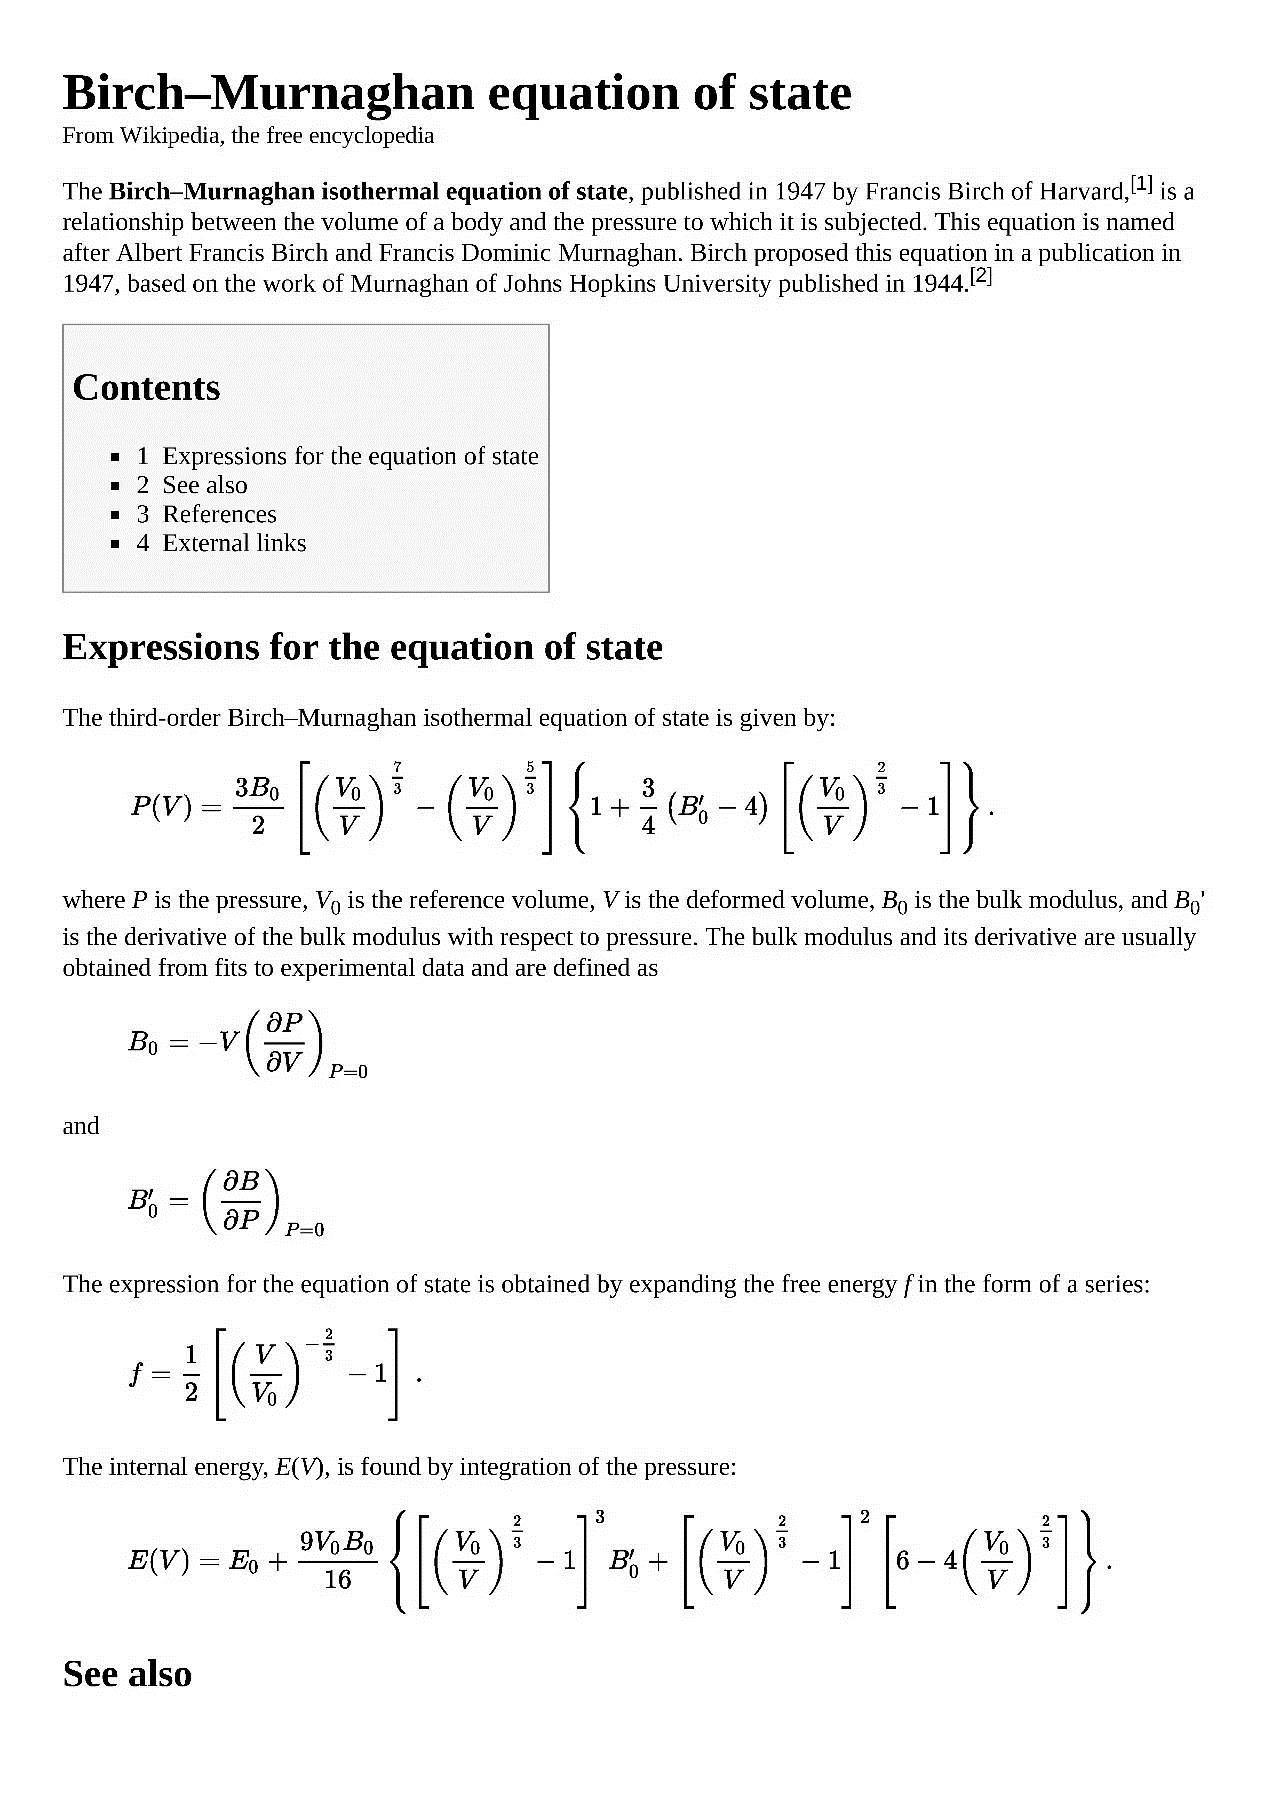 Birch–Murnaghan equation of state
From Wikipedia, the free encyclopedia
The Birch–Murnaghan isothermal equation of state, published in 1947 by Francis Birch of Harvard,[1] is a
relationship between the volume of a body and the pressure to which it is subjected. This equation is named
after Albert Francis Birch and Francis Dominic Murnaghan. Birch proposed this equation in a publication in
1947, based on the work of Murnaghan of Johns Hopkins University published in 1944.[2]
Contents
▪ 1 Expressions for the equation of state
▪ 2 See also
▪ 3 References
▪ 4 External links
Expressions for the equation of state
The third-order Birch–Murnaghan isothermal equation of state is given by:
P(V) = \frac{3B_0}{2} \left[ \left( \frac{V_0}{V} \right)^{\frac{7}{3}} - \left( \frac{V_0}{V} \right)^{\frac{5}{3}} \right] \left\{ 1 + \frac{3}{4} \left( B_0' - 4 \right) \left[ \left( \frac{V_0}{V} \right)^{\frac{2}{3}} - 1 \right] \right\} .
where P is the pressure, V₀ is the reference volume, V is the deformed volume, B₀ is the bulk modulus, and B₀'
is the derivative of the bulk modulus with respect to pressure. The bulk modulus and its derivative are usually
obtained from fits to experimental data and are defined as
B_0 = -V \left( \frac{\partial P}{\partial V} \right)_{P=0}
and
B_0' = \left( \frac{\partial B}{\partial P} \right)_{P=0}
The expression for the equation of state is obtained by expanding the free energy f in the form of a series:
f = \frac{1}{2} \left[ \left( \frac{V}{V_0} \right)^{-\frac{2}{3}} - 1 \right] .
The internal energy, E(V), is found by integration of the pressure:
E(V) = E_0 + \frac{9V_0B_0}{16} \left\{ \left[ \left( \frac{V_0}{V} \right)^{\frac{2}{3}} - 1 \right]^3 B_0' + \left[ \left( \frac{V_0}{V} \right)^{\frac{2}{3}} - 1 \right]^2 \left[ 6 - 4 \left( \frac{V_0}{V} \right)^{\frac{2}{3}} \right] \right\} .
See also